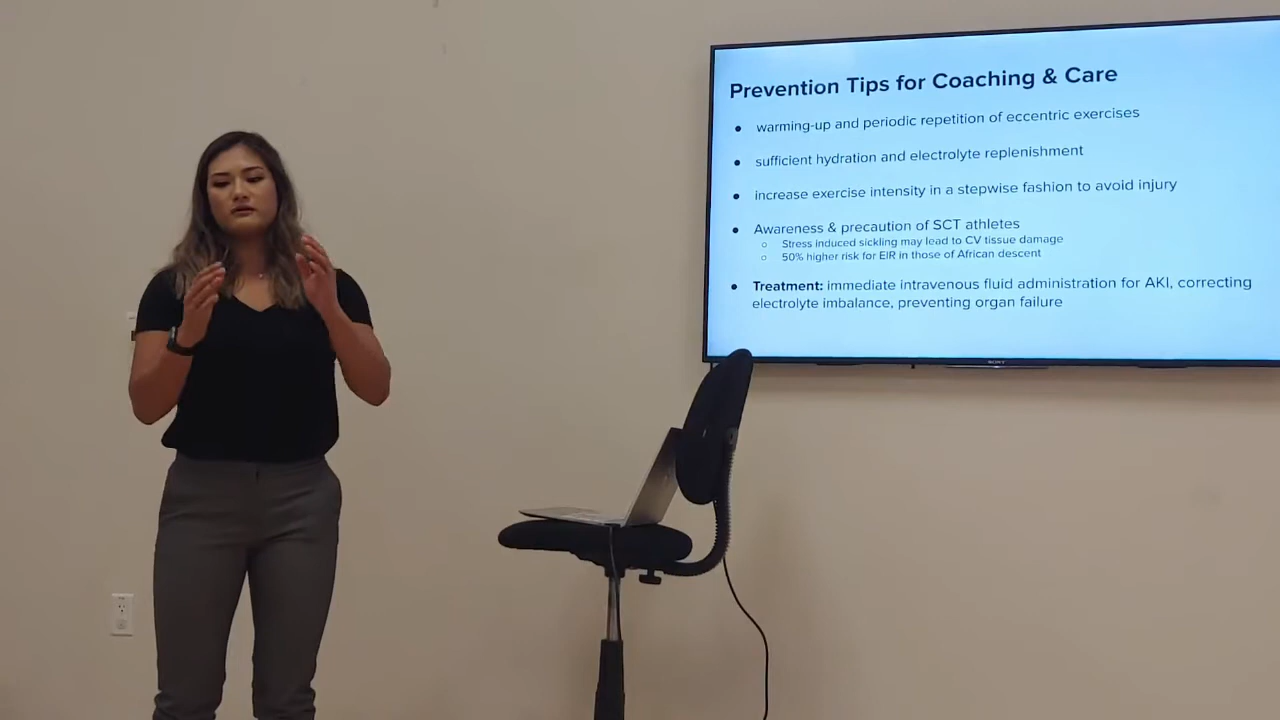 Prevention Tips for Coaching & Care
● warming-up and periodic repetition of eccentric exercises
● sufficient hydration and electrolyte replenishment
● increase exercise intensity in a stepwise fashion to avoid injury
● Awareness & precaution of SCT athletes
○ Stress induced sickling may lead to CV tissue damage
○ 50% higher risk for EIR in those of African descent
● Treatment: immediate intravenous fluid administration for AKI, correcting
electrolyte imbalance, preventing organ failure
SONY